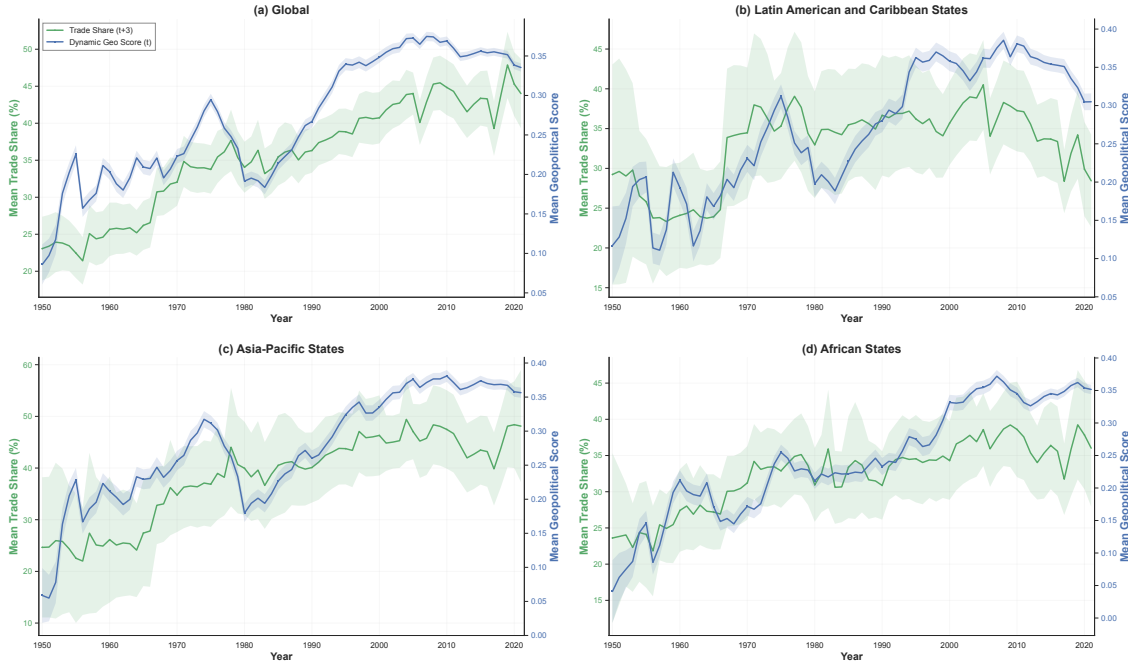 (a) Global
Trade Share (t+3)
Dynamic Geo Score (t)
Mean Trade Share (%)
50
45
40
35
30
25
20
0.35
0.30
0.25
0.20
0.15
0.10
0.05
Mean Geopolitical Score
1950 1960 1970 1980 1990 2000 2010 2020
Year
(b) Latin American and Caribbean States
Mean Trade Share (%)
45
40
35
30
25
20
15
0.40
0.35
0.30
0.25
0.20
0.15
0.10
0.05
Mean Geopolitical Score
1950 1960 1970 1980 1990 2000 2010 2020
Year
(c) Asia-Pacific States
Mean Trade Share (%)
60
50
40
30
20
10
0.40
0.35
0.30
0.25
0.20
0.15
0.10
0.05
0.00
Mean Geopolitical Score
1950 1960 1970 1980 1990 2000 2010 2020
Year
(d) African States
Mean Trade Share (%)
45
40
35
30
25
20
15
0.40
0.35
0.30
0.25
0.20
0.15
0.10
0.05
0.00
Mean Geopolitical Score
1950 1960 1970 1980 1990 2000 2010 2020
Year